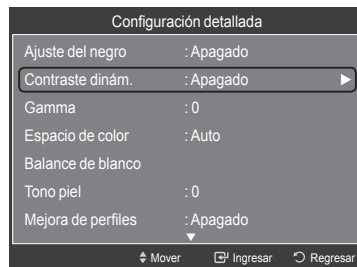 Configuración detallada
Ajuste del negro : Apagado
Contraste dinám. : Apagado
Gamma : 0
Espacio de color : Auto
Balance de blanco
Tono piel : 0
Mejora de perfiles : Apagado
Mover Ingresar Regresar